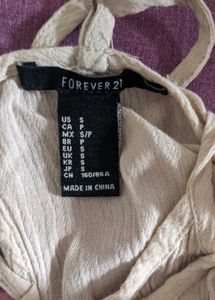 FOREVER 21
US S
CA P
MX S/P
BR P
EU S
UK S
KR S
JP S
CN 160/84A
MADE IN CHINA